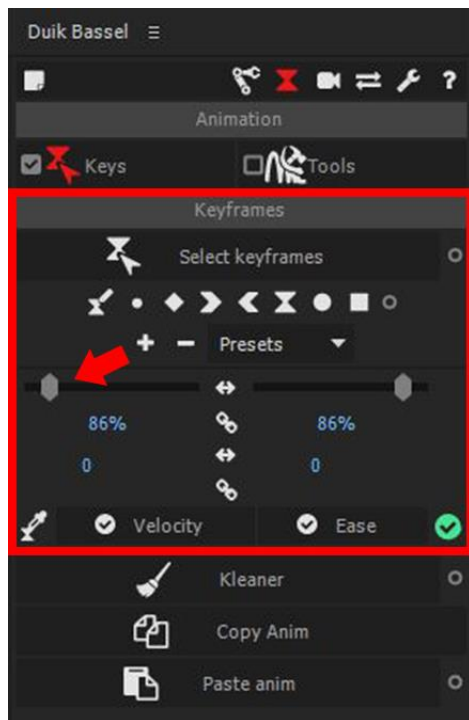 Duik Bassel
?
Animation
Keys Tools
Keyframes
Select keyframes
Presets
86% 86%
0 0
Velocity Ease
Kleaner
Copy Anim
Paste anim